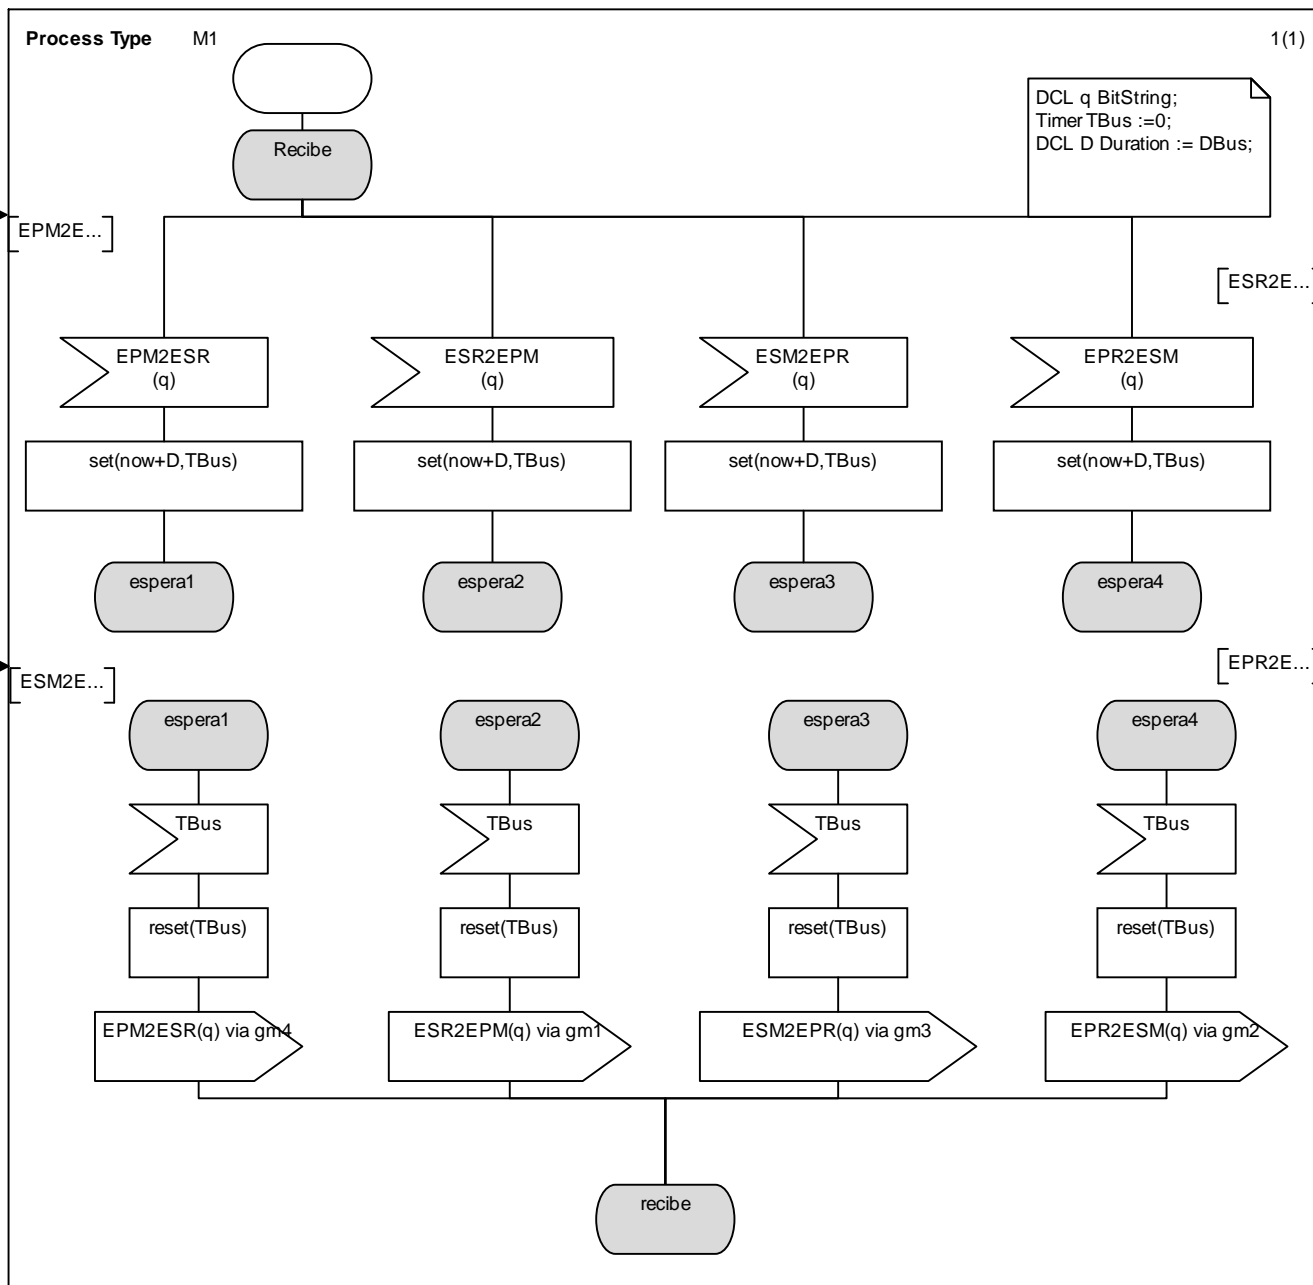 Process Type M1 1(1)
DCL q BitString;
Timer TBus :=0;
DCL D Duration := DBus;
Recibe
EPM2E...
ESR2E...
EPM2ESR
(q)
ESR2EPM
(q)
ESM2EPR
(q)
EPR2ESM
(q)
set(now+D,TBus)
set(now+D,TBus)
set(now+D,TBus)
set(now+D,TBus)
espera1
espera2
espera3
espera4
ESM2E...
EPR2E...
espera1
espera2
espera3
espera4
TBus
TBus
TBus
TBus
reset(TBus)
reset(TBus)
reset(TBus)
reset(TBus)
EPM2ESR(q) via gm4
ESR2EPM(q) via gm1
ESM2EPR(q) via gm3
EPR2ESM(q) via gm2
recibe